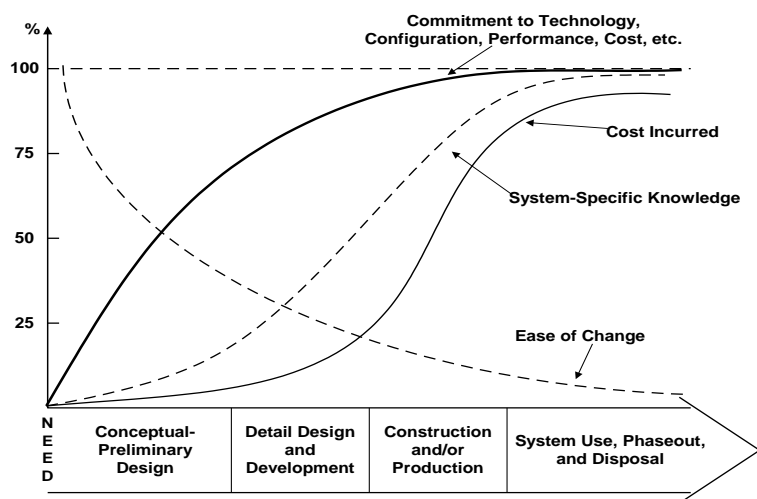 %
Commitment to Technology,
Configuration, Performance, Cost, etc.
100
75
50
25
Cost Incurred
System-Specific Knowledge
Ease of Change
N
E
E
D
Conceptual-
Preliminary
Design
Detail Design
and
Development
Construction
and/or
Production
System Use, Phaseout,
and Disposal